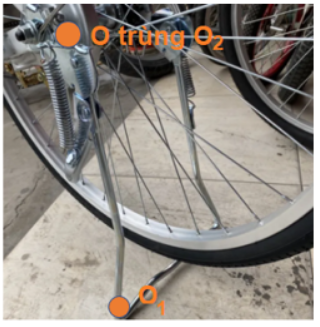 O trùng O₂
O₁